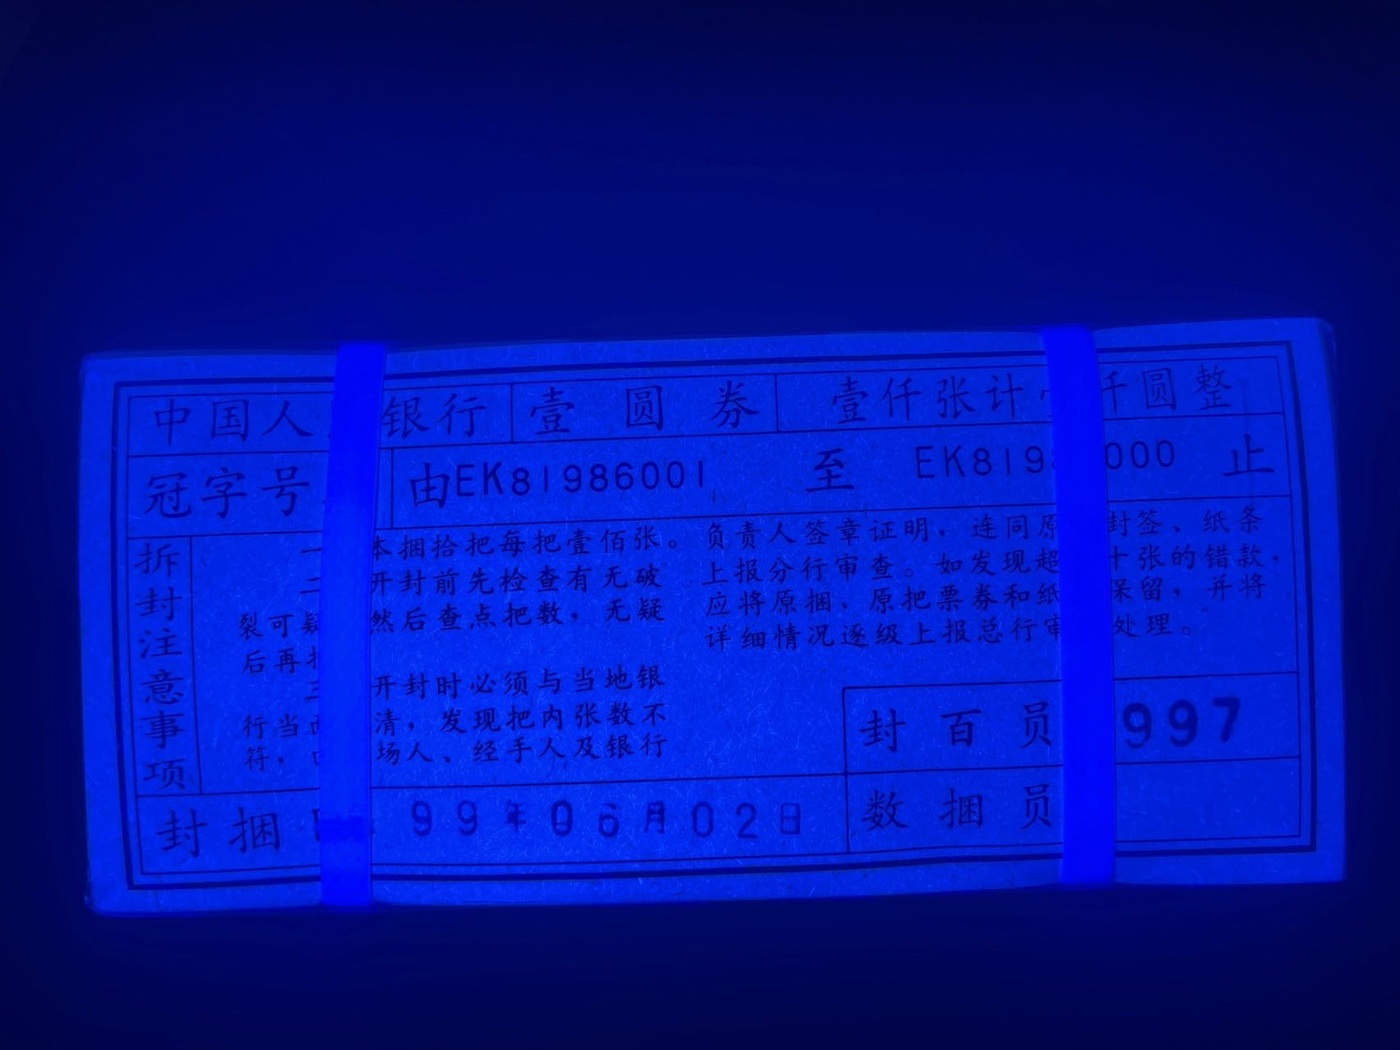 中国人 银行 壹圆券 壹仟张计 仟圆整
冠字号 由EK81986001 至 EK819 000 止
拆封注意事项
一 本捆拾把每把壹佰张。
二 开封前先检查有无破
裂可疑 然后查点把数，无疑
后再拆
三 开封时必须与当地银
行当面 清，发现把内张数不
符， 场人、经手人及银行
负责人签章证明，连同原 封签、纸条
上报分行审查。如发现超 十张的错款，
应将原捆、原把票券和纸 保留，并将
详细情况逐级上报总行审 处理。
封百员 997
封捆 99年06月02日 数捆员